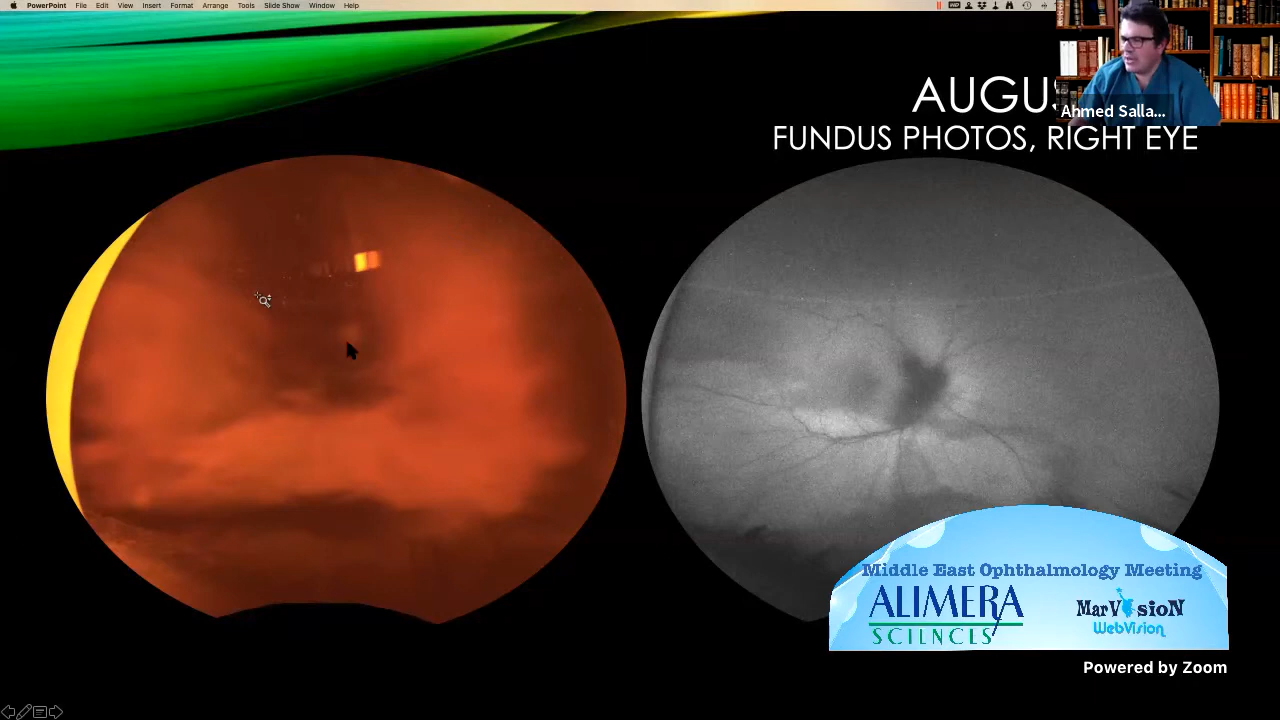 PowerPoint File Edit View Insert Format Arrange Tools Slide Show Window Help
Ahmed Salla...
FUNDUS PHOTOS, RIGHT EYE
Middle East Ophthalmology Meeting
ALIMERA
SCIENCES
MarVisioN
WebVision
Powered by Zoom